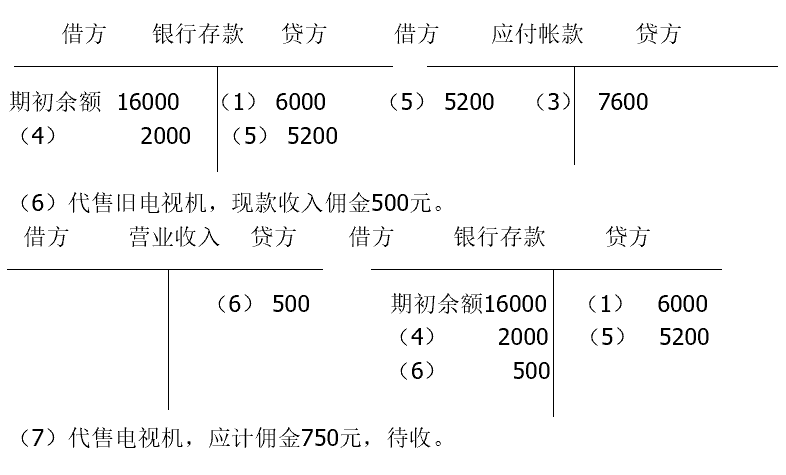 借方 银行存款 贷方 借方 应付帐款 贷方
期初余额 16000 （1）6000 （5）5200 （3） 7600
（4） 2000 （5）5200
（6）代售旧电视机，现款收入佣金500元。
借方 营业收入 贷方 借方 银行存款 贷方
（6）500 期初余额16000 （1） 6000
（4） 2000 （5） 5200
（6） 500
（7）代售电视机，应计佣金750元，待收。